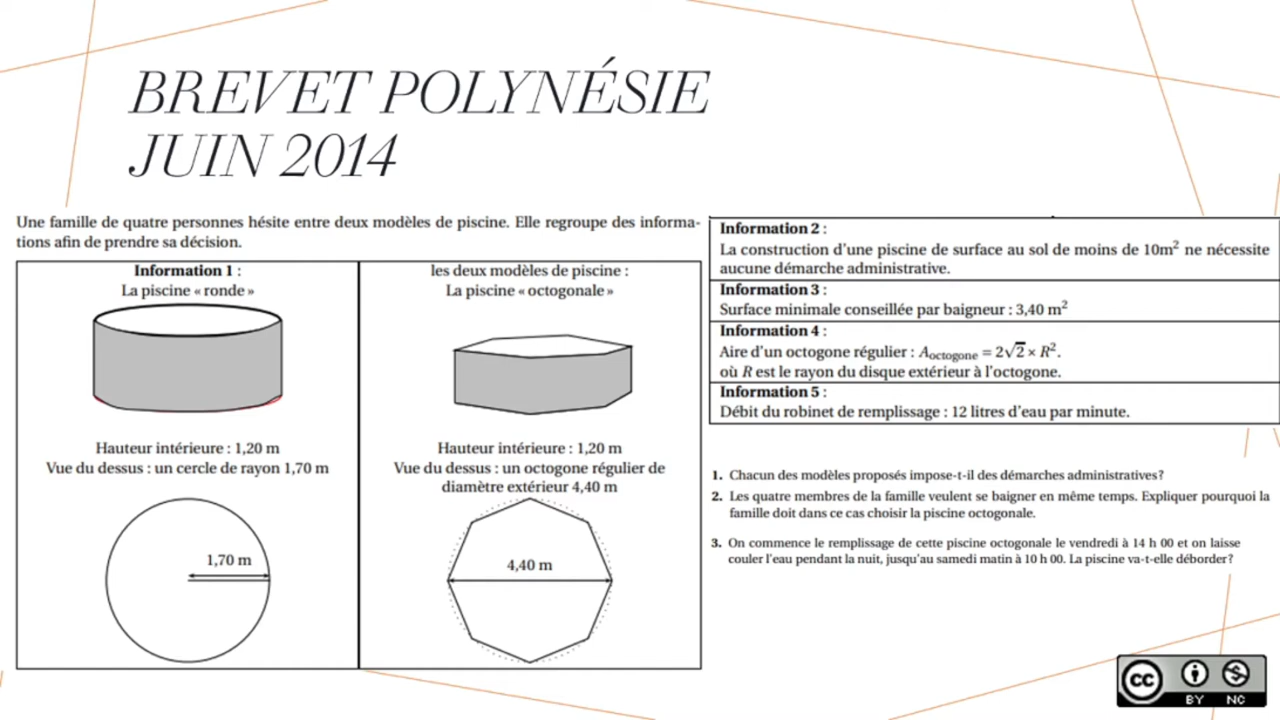 BREVET POLYNÉSIE
JUIN 2014
Une famille de quatre personnes hésite entre deux modèles de piscine. Elle regroupe des informa-
tions afin de prendre sa décision.
Information 1 :
La piscine « ronde »
Hauteur intérieure : 1,20 m
Vue du dessus : un cercle de rayon 1,70 m
1,70 m
les deux modèles de piscine :
La piscine « octogonale »
Hauteur intérieure : 1,20 m
Vue du dessus : un octogone régulier de
diamètre extérieur 4,40 m
4,40 m
Information 2 :
La construction d'une piscine de surface au sol de moins de 10m² ne nécessite
aucune démarche administrative.
Information 3 :
Surface minimale conseillée par baigneur : 3,40 m²
Information 4 :
Aire d'un octogone régulier : Aoctogone = 2√2 × R².
où R est le rayon du disque extérieur à l'octogone.
Information 5 :
Débit du robinet de remplissage : 12 litres d'eau par minute.
1. Chacun des modèles proposés impose-t-il des démarches administratives?
2. Les quatre membres de la famille veulent se baigner en même temps. Expliquer pourquoi la
famille doit dans ce cas choisir la piscine octogonale.
3. On commence le remplissage de cette piscine octogonale le vendredi à 14 h 00 et on laisse
couler l'eau pendant la nuit, jusqu'au samedi matin à 10 h 00. La piscine va-t-elle déborder?
CC
BY NC